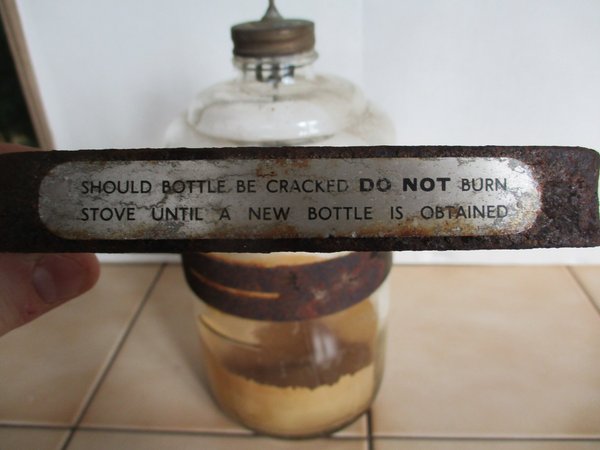 SHOULD BOTTLE BE CRACKED DO NOT BURN
STOVE UNTIL A NEW BOTTLE IS OBTAINED